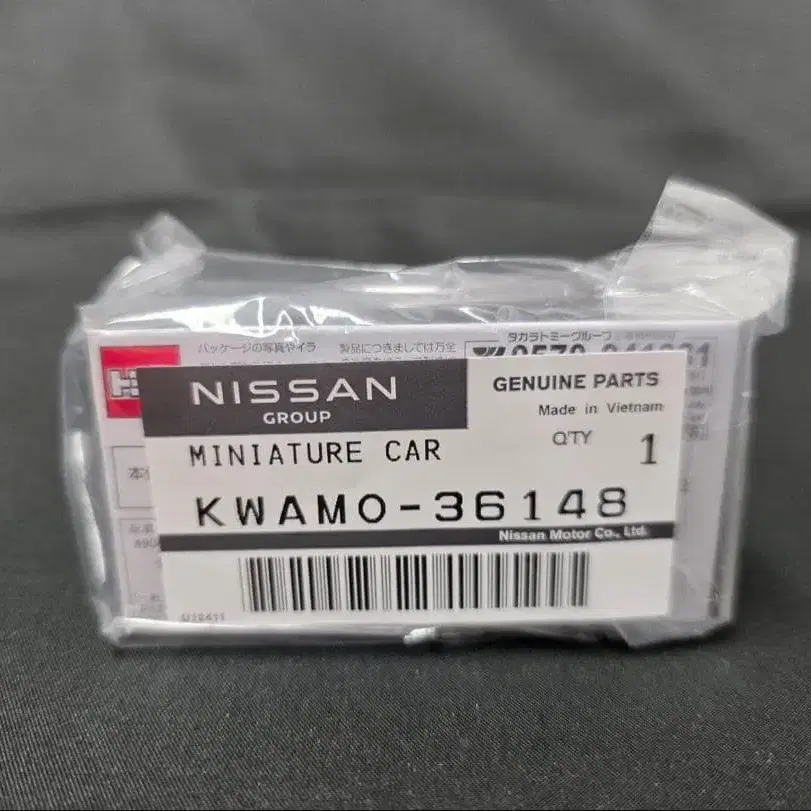 パッケージの写真やイラ
製品につきましては万全
タカラトミーグループ
NISSAN
GROUP
GENUINE PARTS
Made in Vietnam
Q'TY 1
MINIATURE CAR
KWAMO-36148
Nissan Motor Co., Ltd.